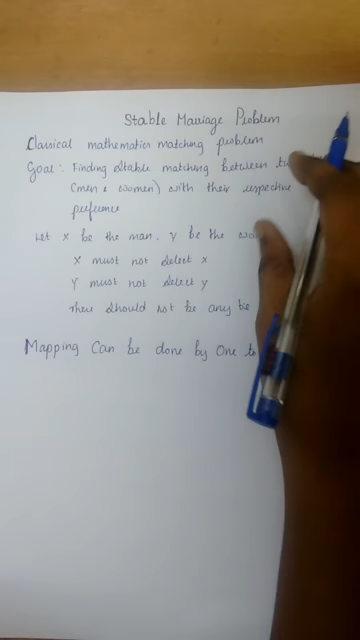 Stable Marriage Problem
Classical mathematics matching problem
Goal:- Finding stable matching between
(men & women) with their respective
prefernce
Let X be the man. Y be the
X must not select x
Y must not select y
There should not be any
Mapping Can be done by One to